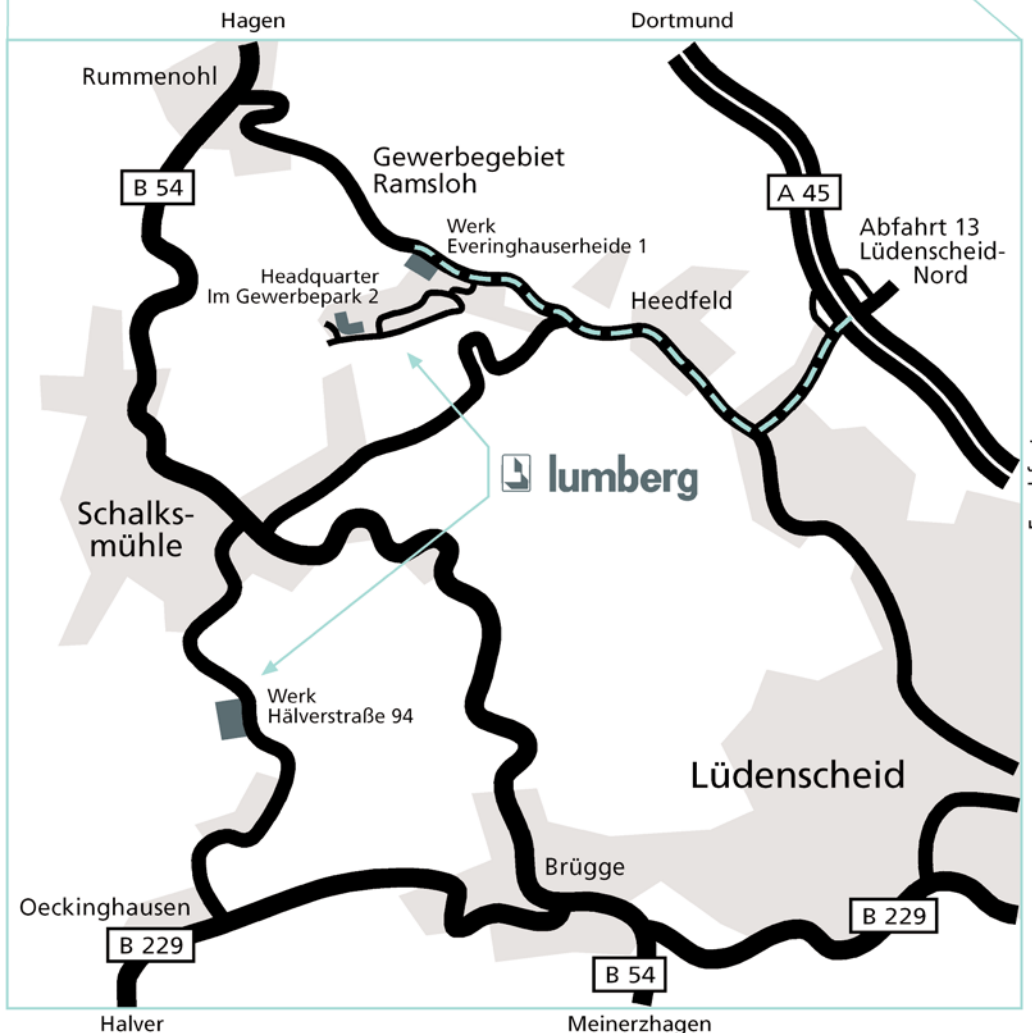 Hagen
Dortmund
Rummenohl
Gewerbegebiet
Ramsloh
B 54
A 45
Werk
Everinghauserheide 1
Abfahrt 13
Lüdenscheid-
Nord
Headquarter
Im Gewerbepark 2
Heedfeld
lumberg
Schalks-
mühle
Werk
Hälverstraße 94
Lüdenscheid
Brügge
Oeckinghausen
B 229
B 229
B 54
Halver
Meinerzhagen